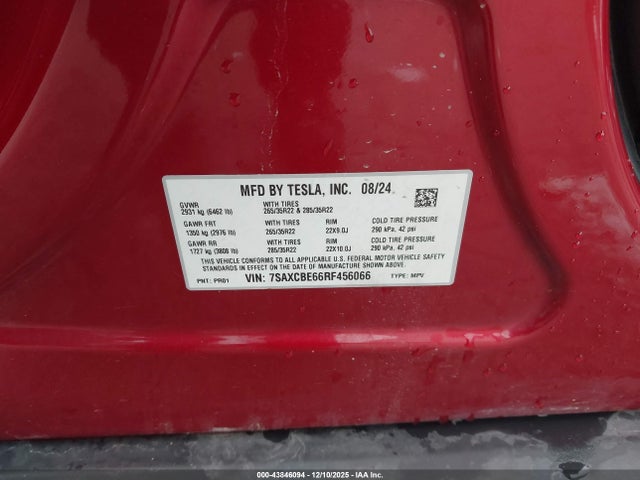 MFD BY TESLA, INC. 08/24
GVWR WITH TIRES
2931 kg (6462 lb) 265/35R22 & 285/35R22
GAWR FRT WITH TIRES RIM COLD TIRE PRESSURE
1350 kg (2976 lb) 265/35R22 22X9.0J 290 kPa, 42 psi
GAWR RR WITH TIRES RIM COLD TIRE PRESSURE
1727 kg (3808 lb) 285/35R22 22X10.0J 290 kPa, 42 psi
THIS VEHICLE CONFORMS TO ALL APPLICABLE U.S. FEDERAL MOTOR VEHICLE SAFETY
STANDARDS IN EFFECT ON THE DATE OF MANUFACTURE SHOWN ABOVE.
PNT: PR01 VIN: 7SAXCBE66RF456066 TYPE: MPV
000-43846094 | 12/10/2025 - IAA Inc.